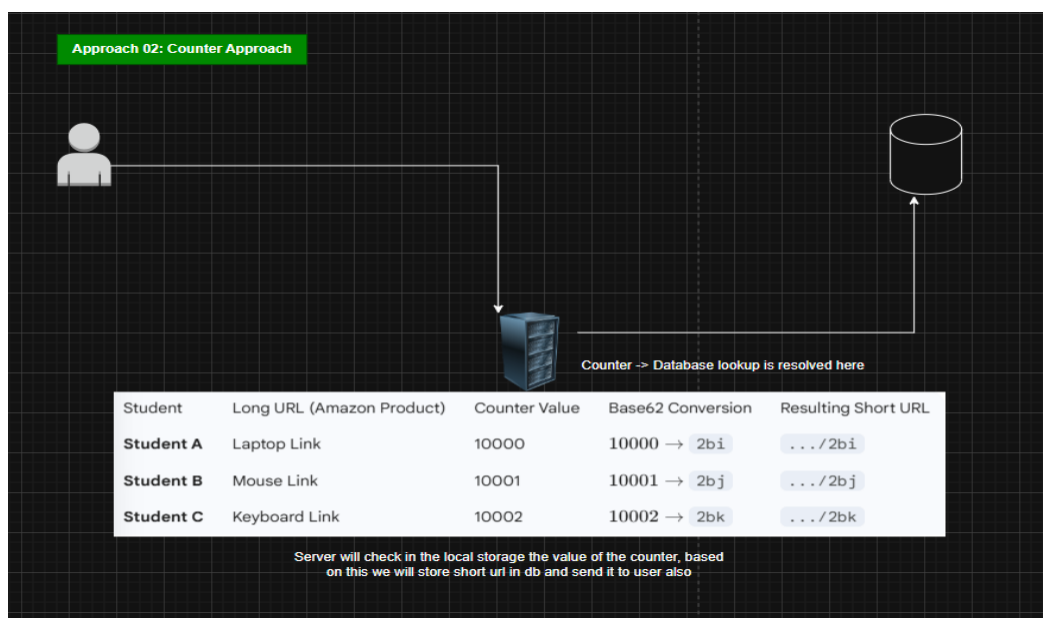 Approach 02: Counter Approach
Counter -> Database lookup is resolved here
Student Long URL (Amazon Product) Counter Value Base62 Conversion Resulting Short URL
Student A Laptop Link 10000 10000 → 2bi .../2bi
Student B Mouse Link 10001 10001 → 2bj .../2bj
Student C Keyboard Link 10002 10002 → 2bk .../2bk
Server will check in the local storage the value of the counter, based
on this we will store short url in db and send it to user also